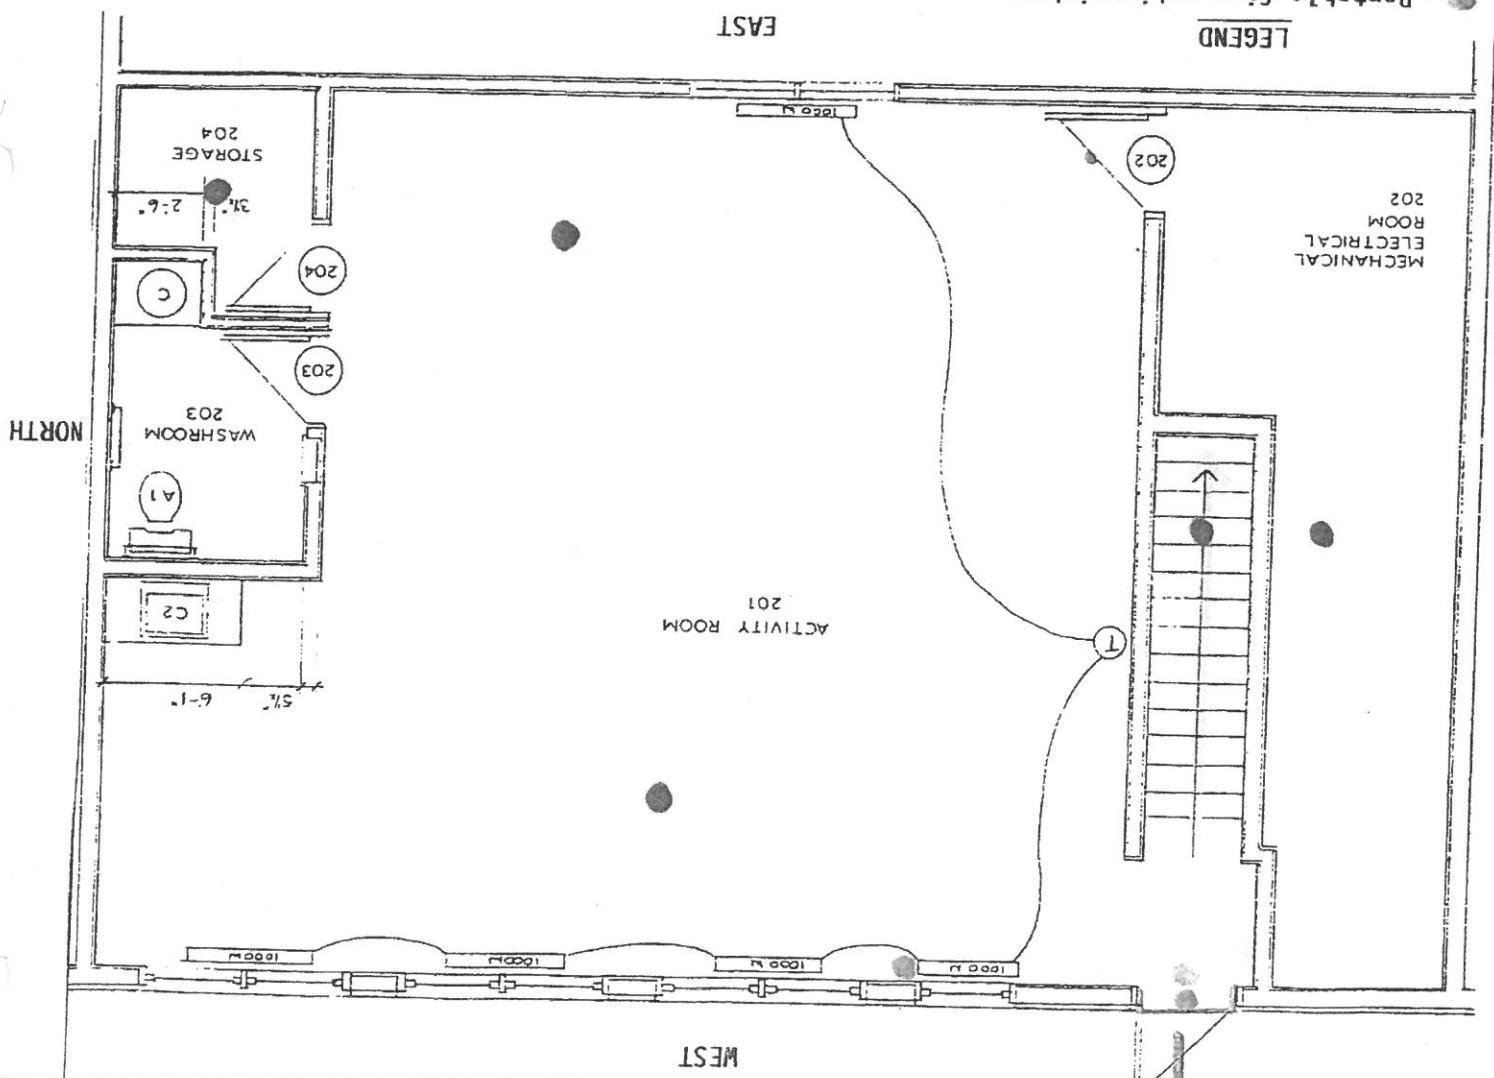 WEST
1000 W
1000 W
1000 W
1000 W
5½" 6'-1"
T
ACTIVITY ROOM
201
C2
A1
WASHROOM
203
NORTH
203
C
204
3½" 2'-6"
STORAGE
204
MECHANICAL
ELECTRICAL
ROOM
202
202
1000 W
EAST
LEGEND